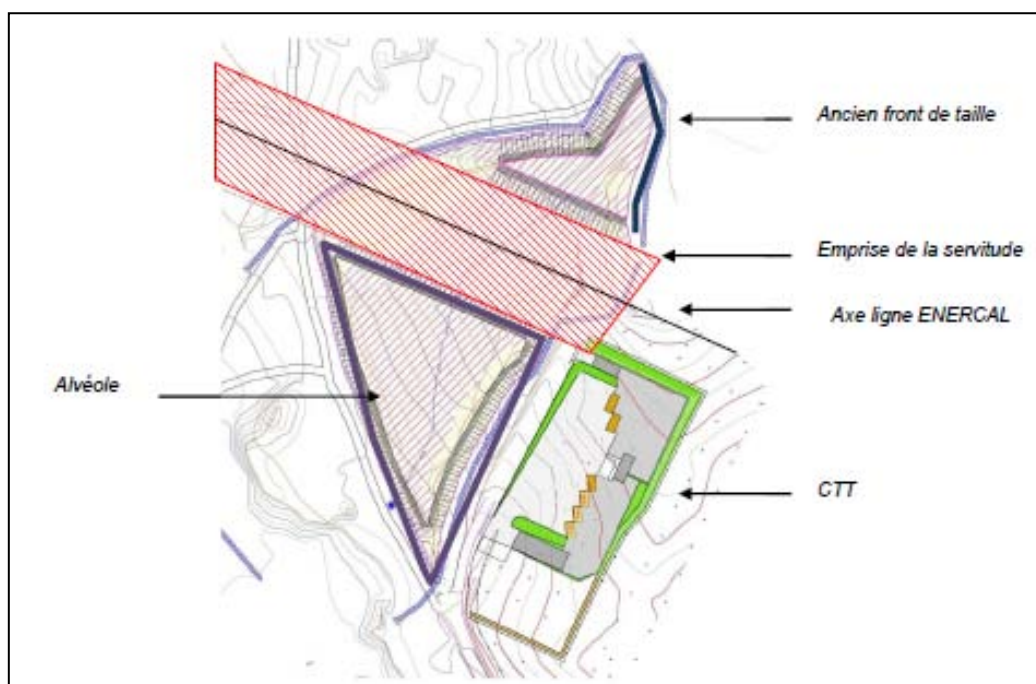 Ancien front de taille
Emprise de la servitude
Axe ligne ENERCAL
Alvéole
CTT